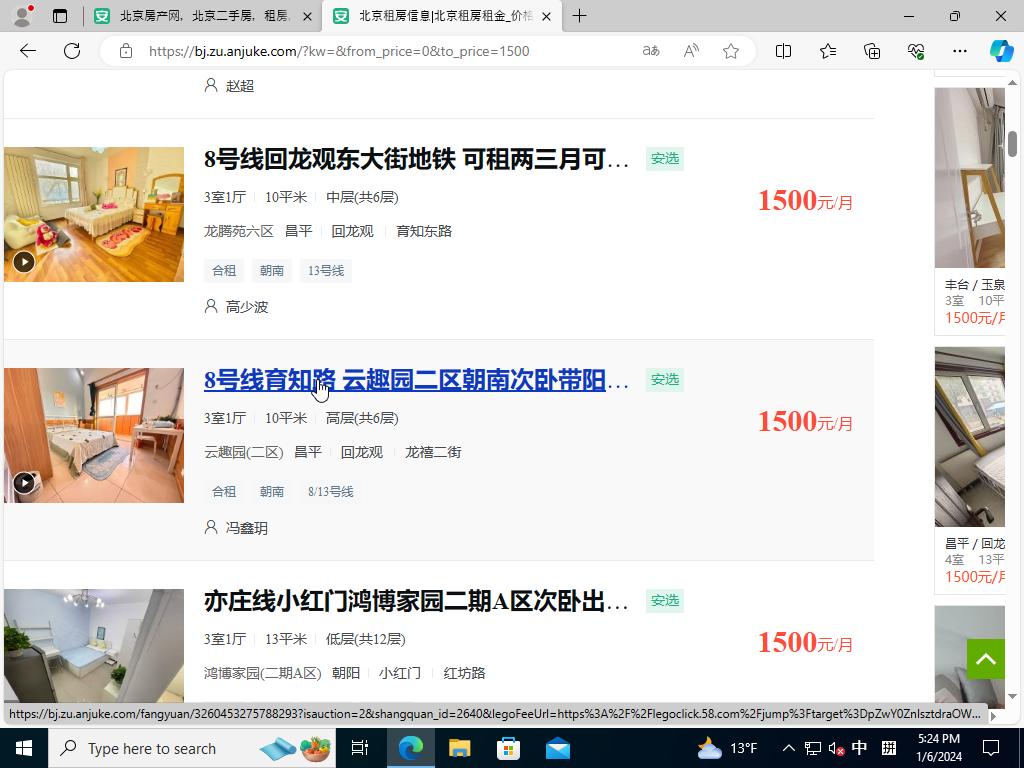 北京房产网，北京二手房，租房，
北京租房信息|北京租房租金_价格
https://bj.zu.anjuke.com/?kw=&from_price=0&to_price=1500
赵超
8号线回龙观东大街地铁 可租两三月可...
安选
3室1厅 10平米 中层(共6层)
1500元/月
龙腾苑六区 昌平 回龙观 育知东路
合租 朝南 13号线
高少波
8号线育知路 云趣园二区朝南次卧带阳...
安选
3室1厅 10平米 高层(共6层)
1500元/月
云趣园(二区) 昌平 回龙观 龙禧二街
合租 朝南 8/13号线
冯鑫玥
亦庄线小红门鸿博家园二期A区次卧出...
安选
3室1厅 13平米 低层(共12层)
1500元/月
鸿博家园(二期A区) 朝阳 小红门 红坊路
丰台 / 玉泉
3室 10平
1500元/月
昌平 / 回龙
4室 13平
1500元/月
https://bj.zu.anjuke.com/fangyuan/3260453275788293?isauction=2&shangquan_id=2640&legoFeeUrl=https%3A%2F%2Flegoclick.58.com%2Fjump%3Ftarget%3DpZwY0ZnlsztdraOW...
Type here to search
13°F
中
拼
5:24 PM
1/6/2024